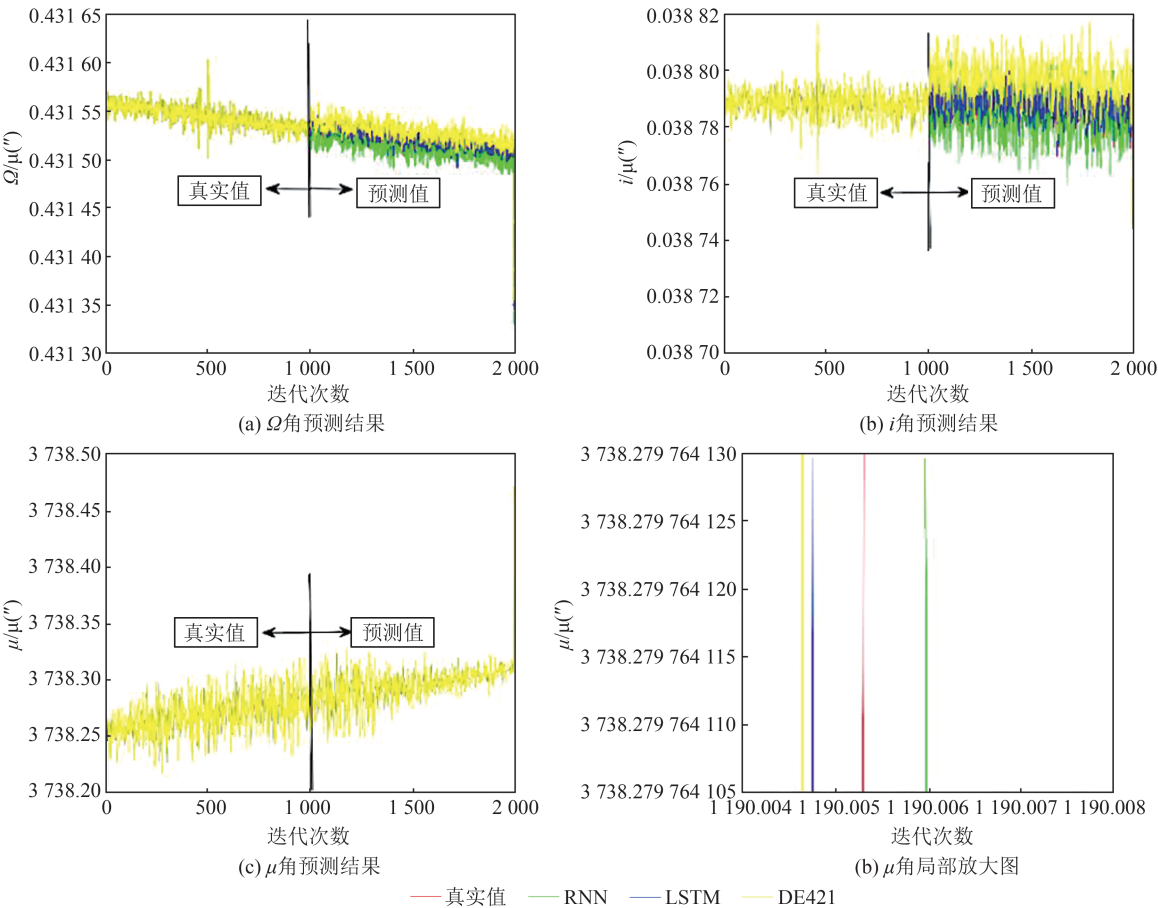 0.431 65
0.431 60
0.431 55
0.431 50
0.431 45
0.431 40
0.431 35
0.431 30
Ω/μ(″)
真实值
预测值
0
500
1 000
1 500
2 000
迭代次数
(a) Ω角预测结果
0.038 82
0.038 80
0.038 78
0.038 76
0.038 74
0.038 72
0.038 70
i/μ(″)
真实值
预测值
0
500
1 000
1 500
2 000
迭代次数
(b) i角预测结果
3 738.50
3 738.45
3 738.40
3 738.35
3 738.30
3 738.25
3 738.20
μ/μ(″)
真实值
预测值
0
500
1 000
1 500
2 000
迭代次数
(c) μ角预测结果
3 738.279 764 130
3 738.279 764 125
3 738.279 764 120
3 738.279 764 115
3 738.279 764 110
3 738.279 764 105
μ/μ(″)
1 190.004
1 190.005
1 190.006
1 190.007
1 190.008
迭代次数
(b) μ角局部放大图
真实值 RNN LSTM DE421